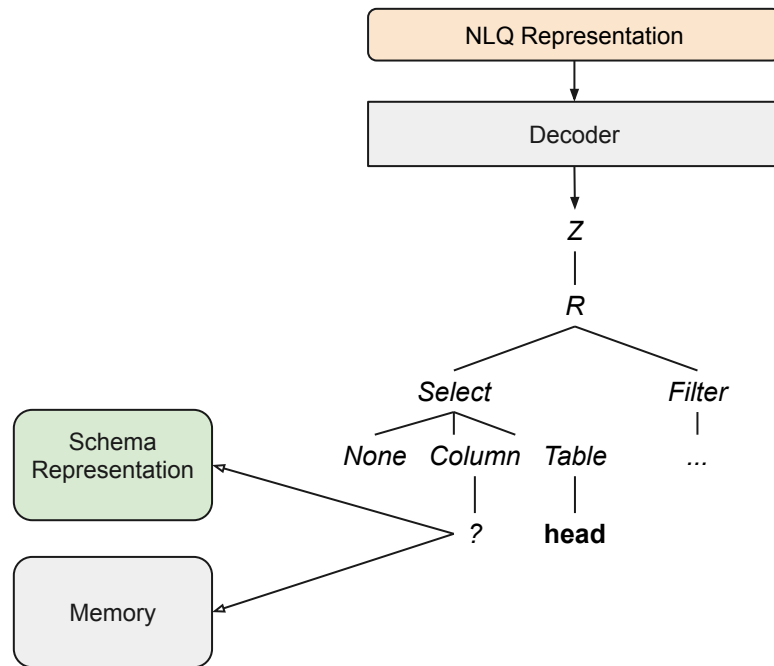 NLQ Representation
Decoder
Z
R
Select
Filter
Schema
Representation
None
Column
Table
...
?
head
Memory